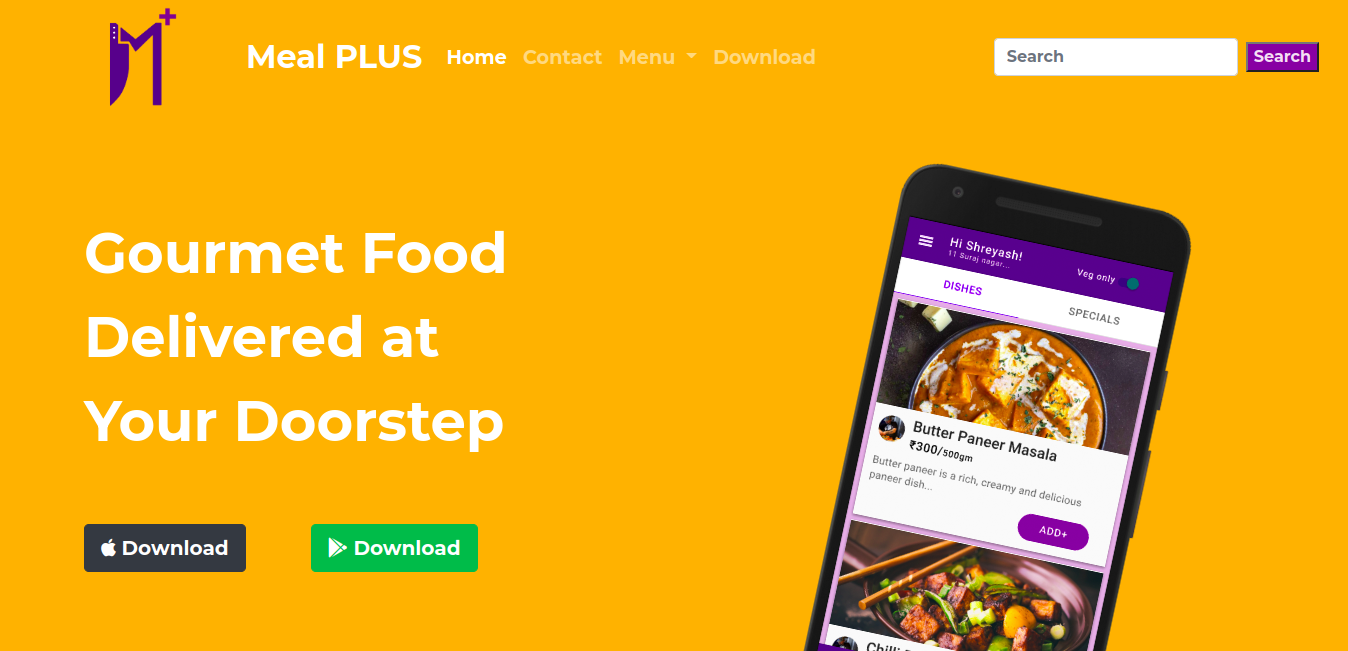 Meal PLUS Home Contact Menu Download Search Search
Gourmet Food
Delivered at
Your Doorstep
Download Download
Hi Shreyash!
11 Suraj nagar...
Veg only
DISHES SPECIALS
Butter Paneer Masala
₹300/500gm
Butter paneer is a rich, creamy and delicious
paneer dish...
ADD+
Chilli